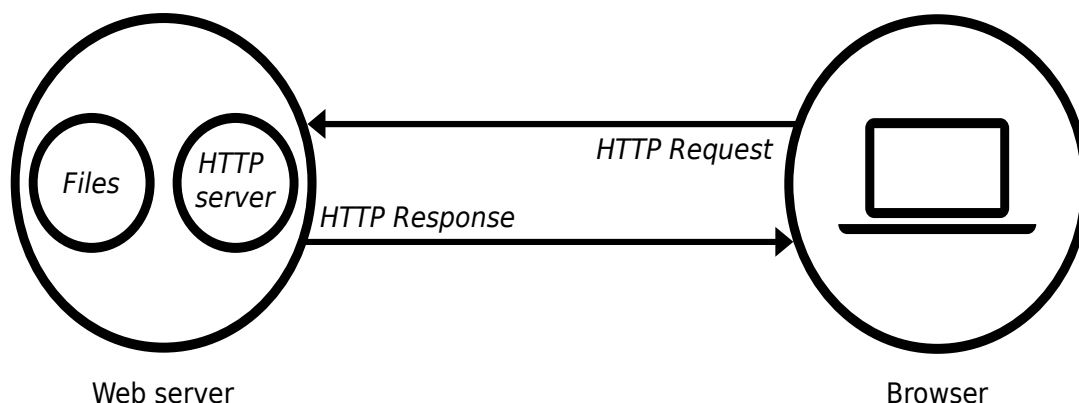 Files
HTTP
server
HTTP Request
HTTP Response
Web server
Browser